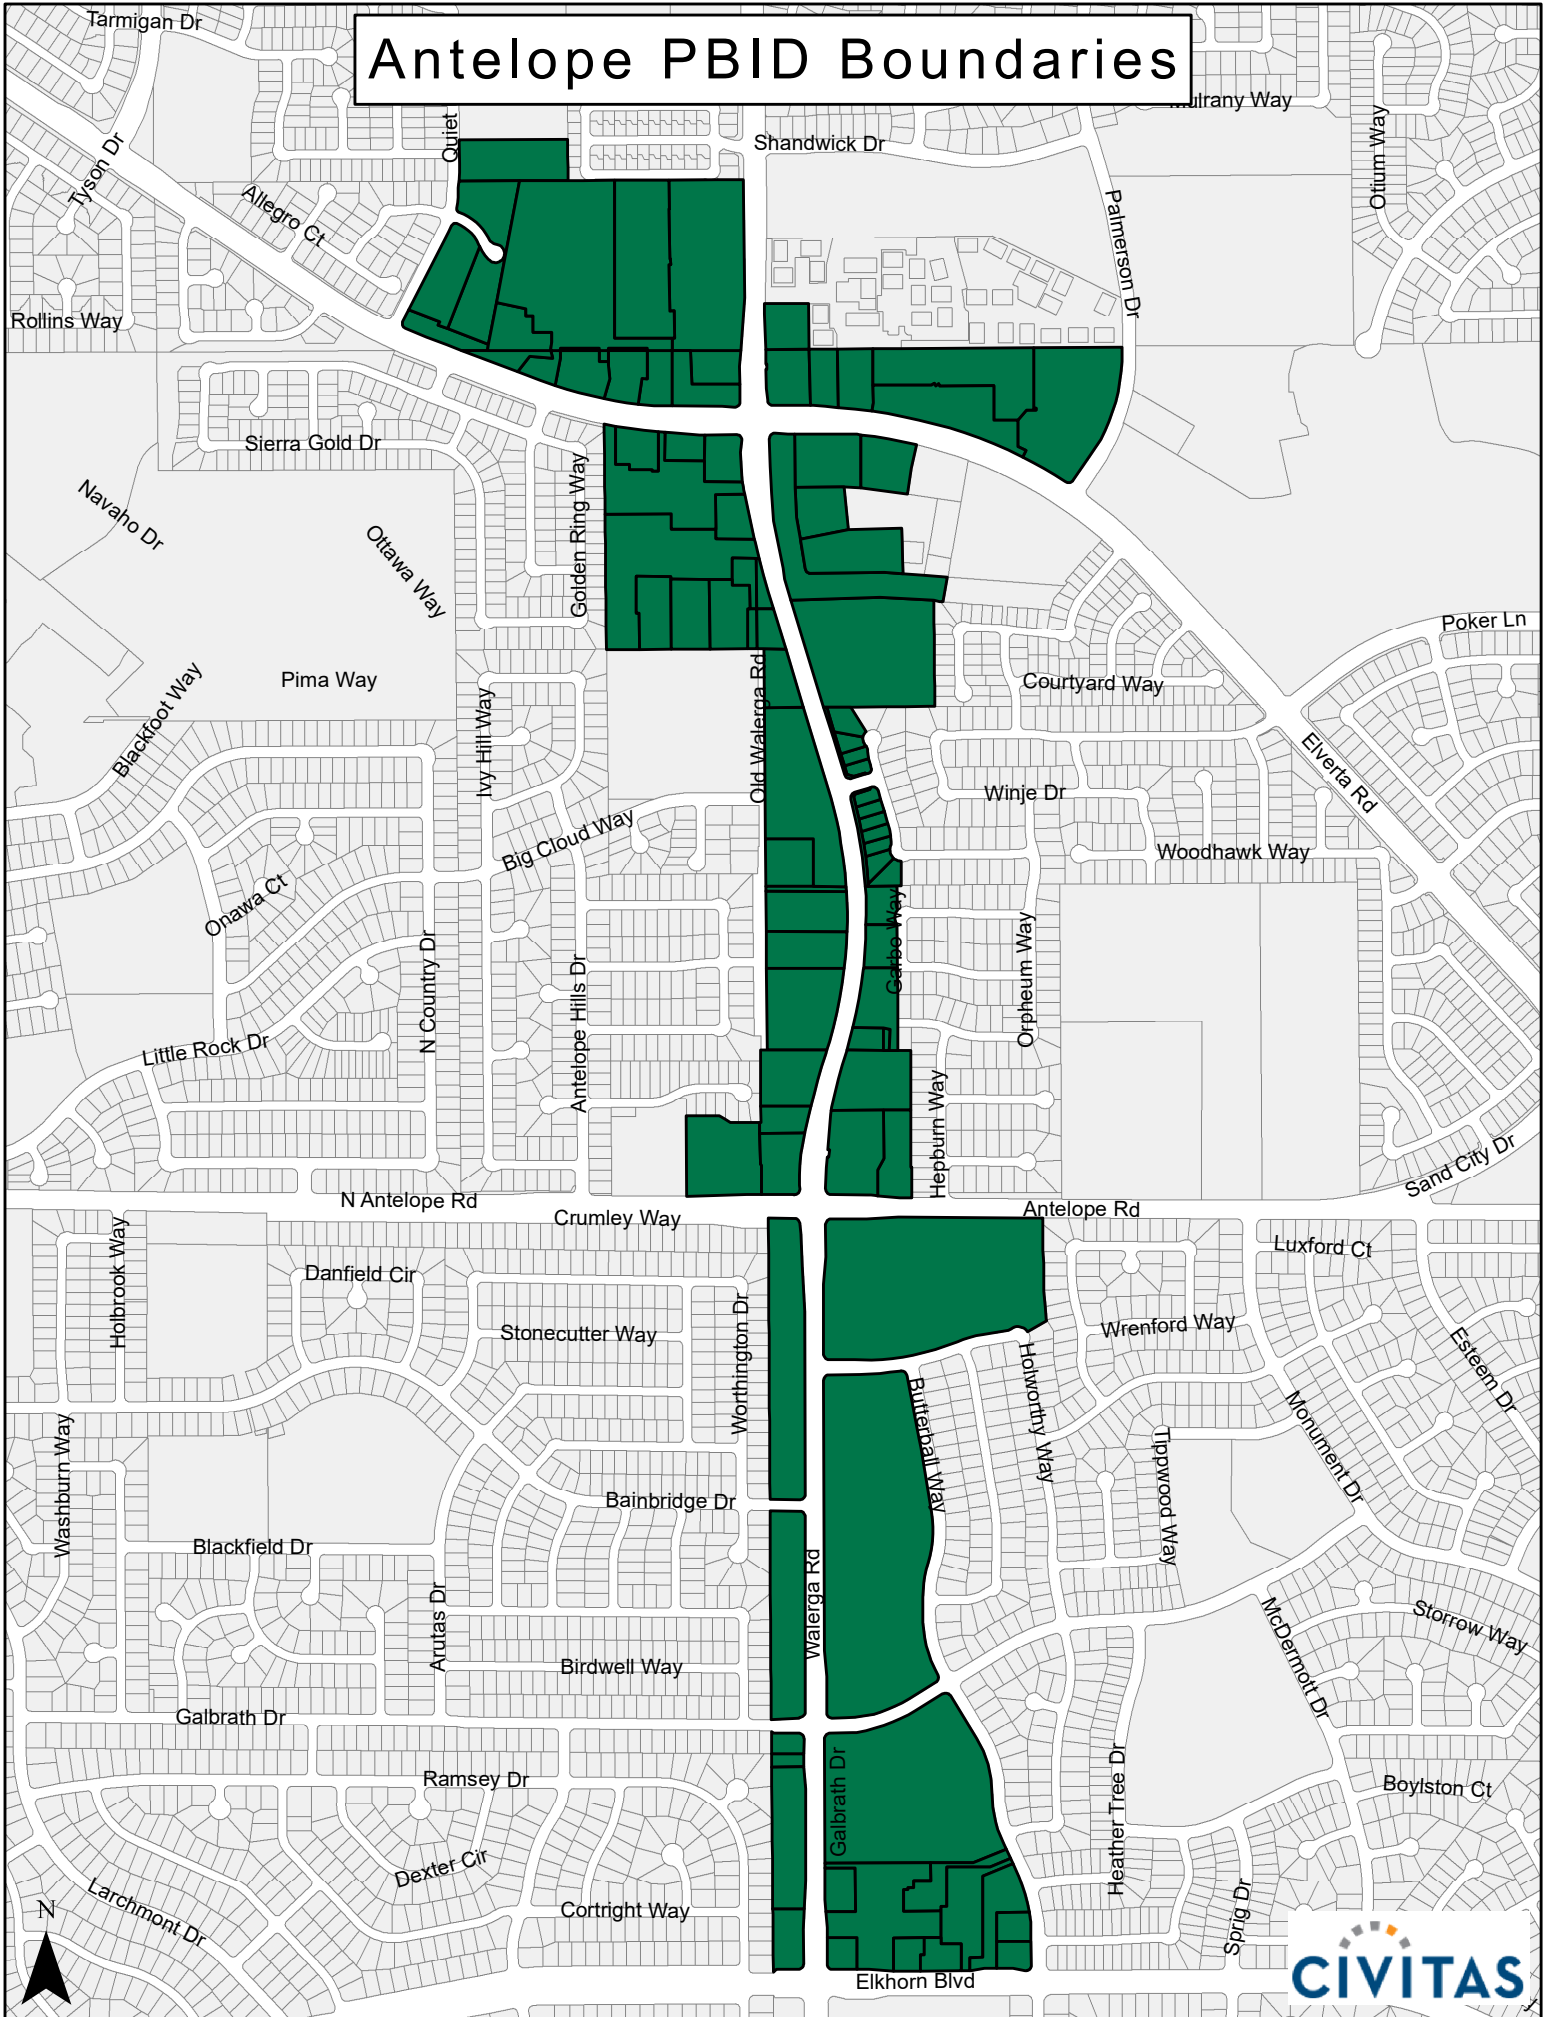 Antelope PBID Boundaries
Tarmigan Dr
Mulrany Way
Quiet
Shandwick Dr
Otium Way
Tyson Dr
Allegro Ct
Palmerson Dr
Rollins Way
Sierra Gold Dr
Golden Ring Way
Navaho Dr
Ottawa Way
Poker Ln
Pima Way
Courtyard Way
Blackfoot Way
Ivy Hill Way
Old Walerga Rd
Elverta Rd
Winje Dr
Big Cloud Way
Woodhawk Way
Onawa Ct
Garbo Way
Orpheum Way
N Country Dr
Antelope Hills Dr
Little Rock Dr
Hepburn Way
Sand City Dr
N Antelope Rd
Antelope Rd
Crumley Way
Holbrook Way
Luxford Ct
Danfield Cir
Worthington Dr
Stonecutter Way
Wrenford Way
Esteem Dr
Holworthy Way
Butterball Way
Monument Dr
Washburn Way
Tippwood Way
Bainbridge Dr
Blackfield Dr
Walerga Rd
Arutas Dr
McDermott Dr
Storrow Way
Birdwell Way
Galbrath Dr
Ramsey Dr
Galbrath Dr
Heather Tree Dr
Boylston Ct
Dexter Cir
Larchmont Dr
Cortright Way
Sprig Dr
N
Elkhorn Blvd
CIVITAS